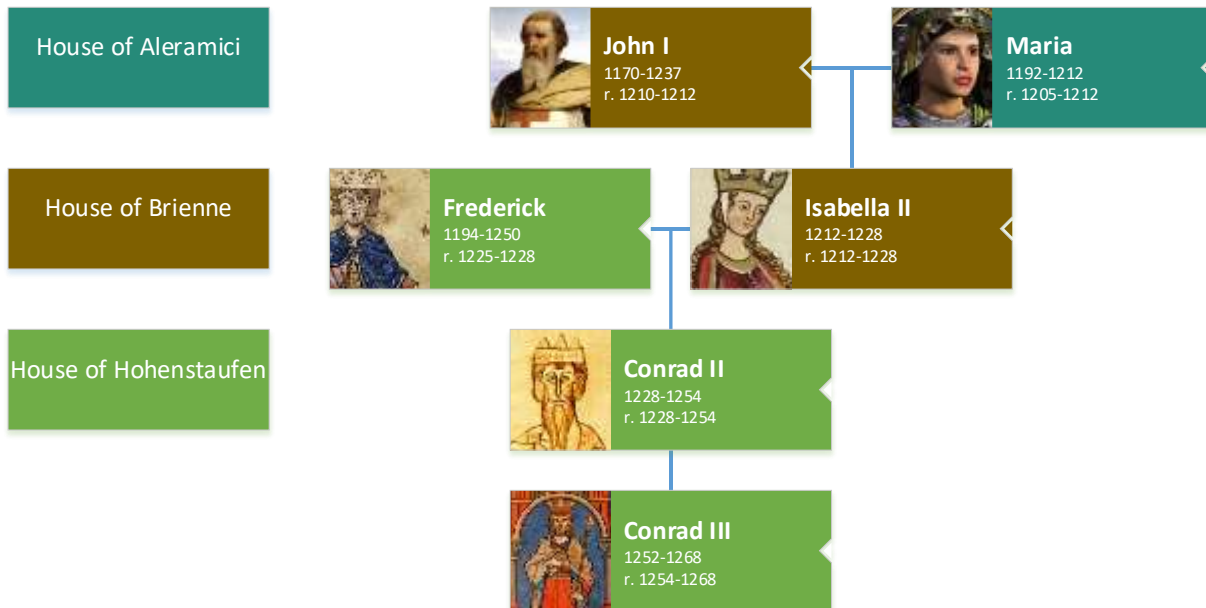 House of Aleramici
John I
1170-1237
r. 1210-1212
Maria
1192-1212
r. 1205-1212
House of Brienne
Frederick
1194-1250
r. 1225-1228
Isabella II
1212-1228
r. 1212-1228
House of Hohenstaufen
Conrad II
1228-1254
r. 1228-1254
Conrad III
1252-1268
r. 1254-1268